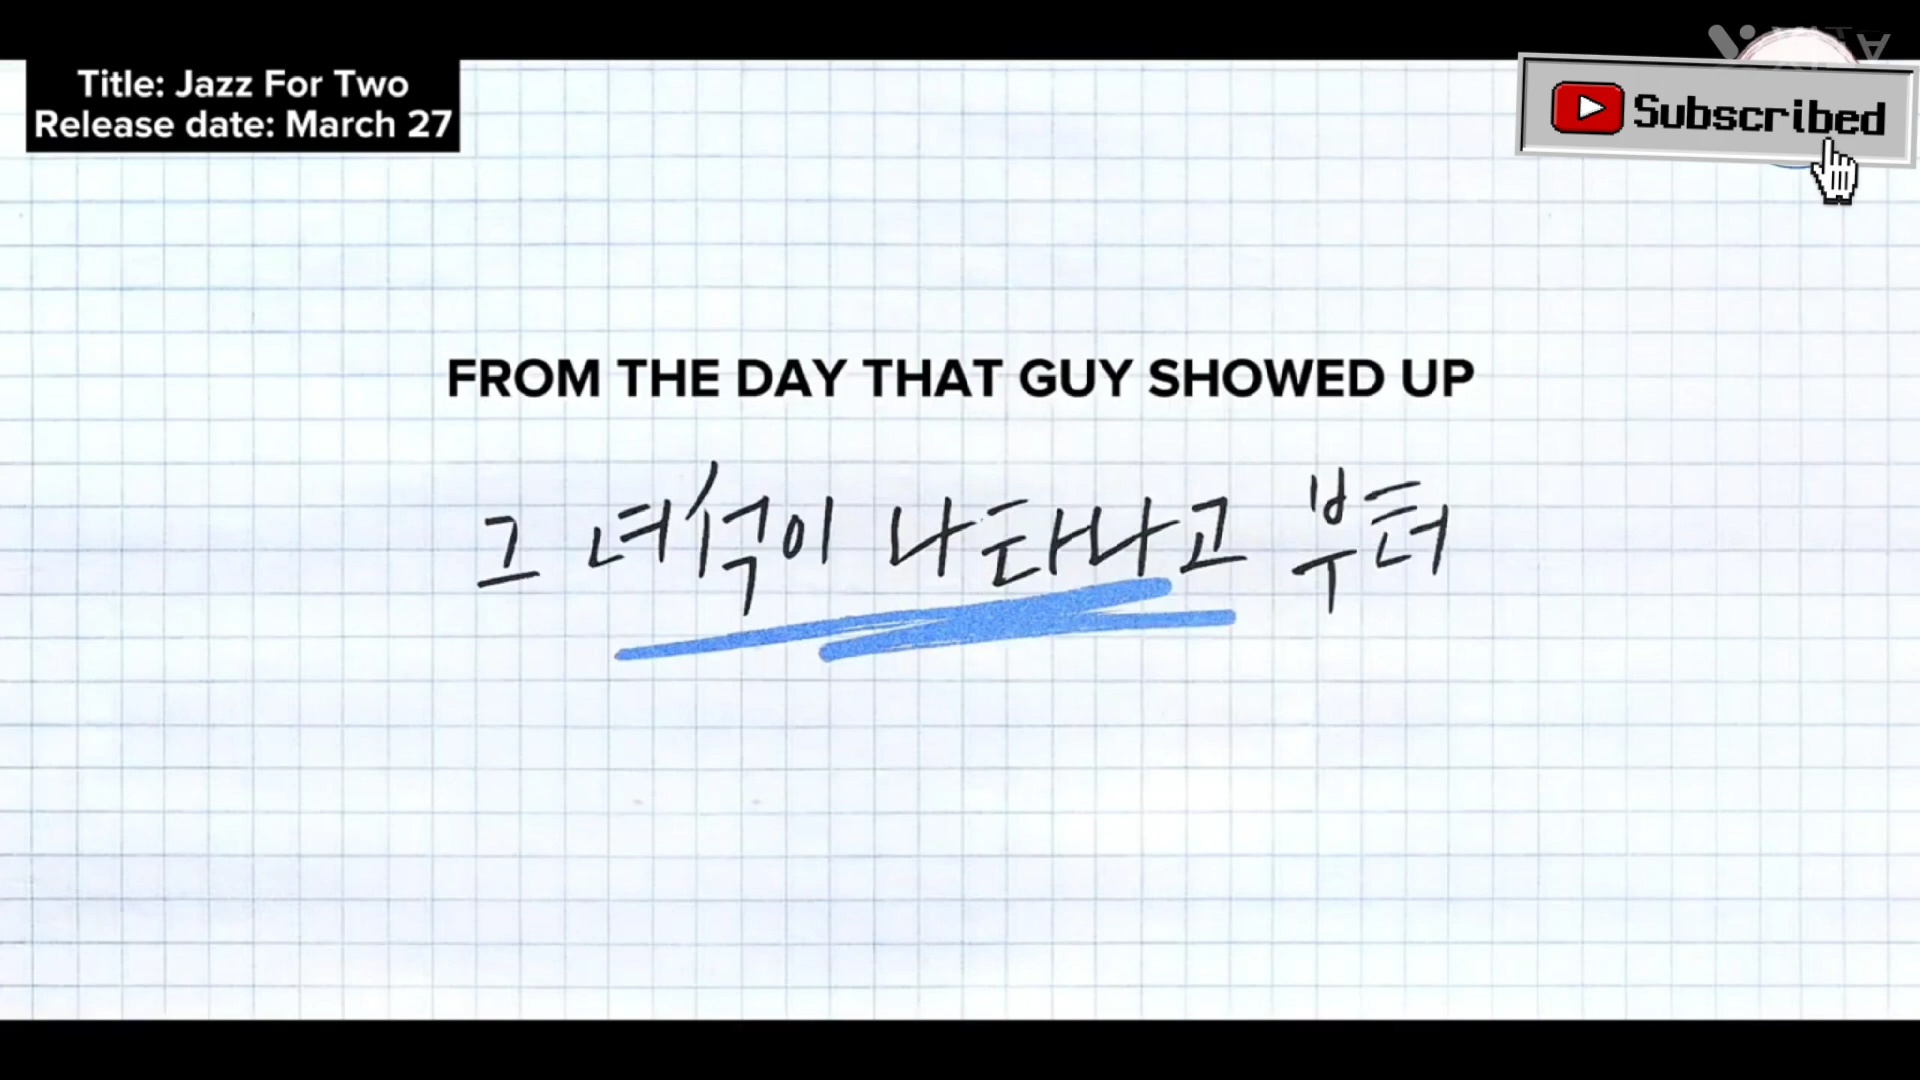 Title: Jazz For Two
Release date: March 27
Subscribed
FROM THE DAY THAT GUY SHOWED UP
그 녀석이 나타나고 부터